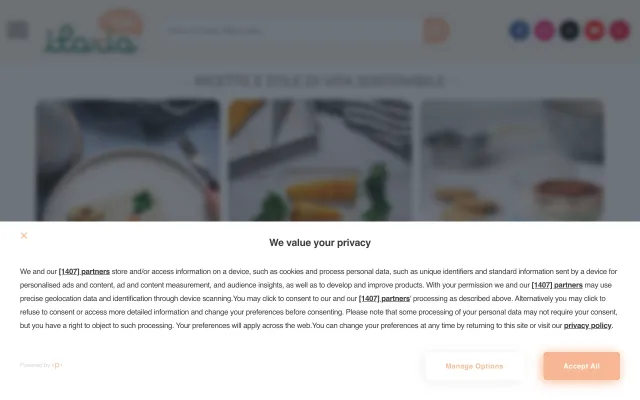 ilaria
RICETTE E STILE DI VITA SOSTENIBILE
×
We value your privacy
We and our [1407] partners store and/or access information on a device, such as cookies and process personal data, such as unique identifiers and standard information sent by a device for
personalised ads and content, ad and content measurement, and audience insights, as well as to develop and improve products. With your permission we and our [1407] partners may use
precise geolocation data and identification through device scanning.You may click to consent to our and our [1407] partners' processing as described above. Alternatively you may click to
refuse to consent or access more detailed information and change your preferences before consenting. Please note that some processing of your personal data may not require your consent,
but you have a right to object to such processing. Your preferences will apply across the web.You can change your preferences at any time by returning to this site or visit our privacy policy.
Powered by
Manage Options
Accept All